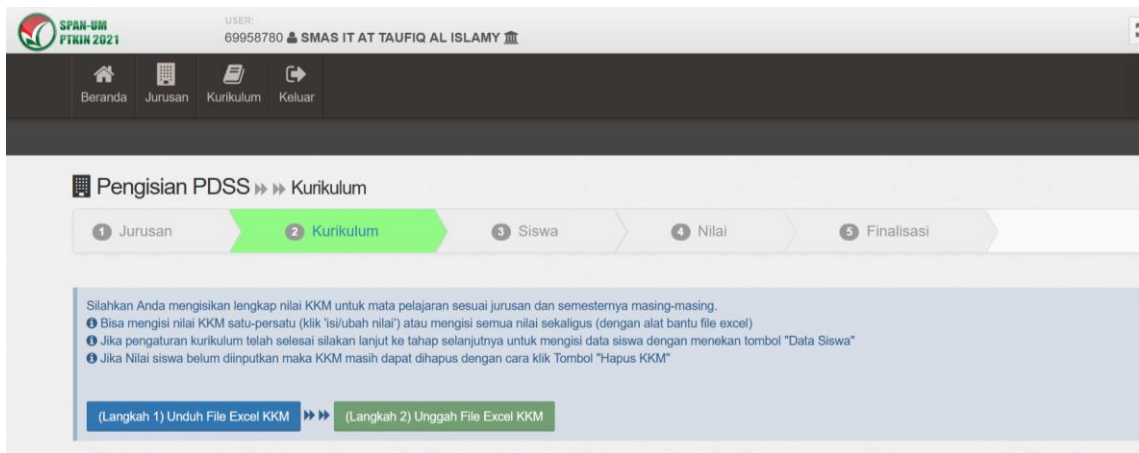 SPAN-UM
PTKIN 2021
USER:
69958780 SMAS IT AT TAUFIQ AL ISLAMY
Beranda Jurusan Kurikulum Keluar
Pengisian PDSS Kurikulum
1 Jurusan 2 Kurikulum 3 Siswa 4 Nilai 5 Finalisasi
Silahkan Anda mengisikan lengkap nilai KKM untuk mata pelajaran sesuai jurusan dan semesternya masing-masing.
Bisa mengisi nilai KKM satu-persatu (klik 'isi/ubah nilai') atau mengisi semua nilai sekaligus (dengan alat bantu file excel)
Jika pengaturan kurikulum telah selesai silakan lanjut ke tahap selanjutnya untuk mengisi data siswa dengan menekan tombol "Data Siswa"
Jika Nilai siswa belum diinputkan maka KKM masih dapat dihapus dengan cara klik Tombol "Hapus KKM"
(Langkah 1) Unduh File Excel KKM (Langkah 2) Unggah File Excel KKM